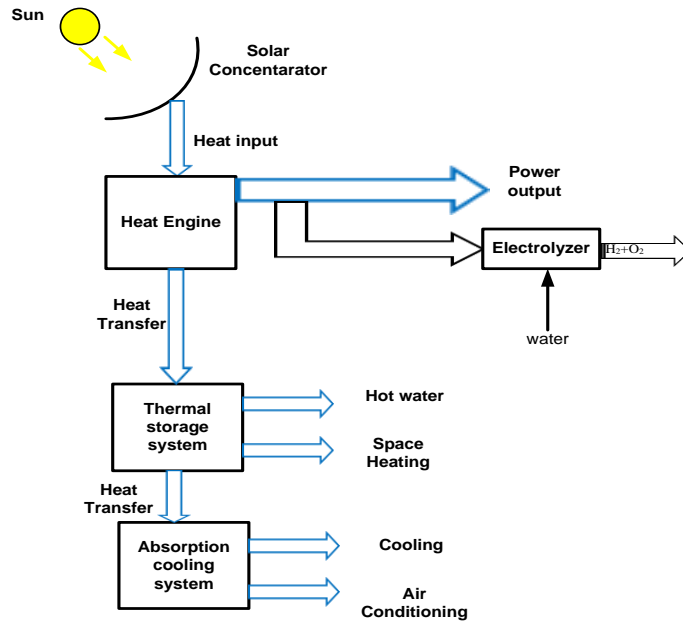 Sun
Solar
Concentarator
Heat input
Power
output
Heat Engine
Electrolyzer
H₂+O₂
water
Heat
Transfer
Hot water
Thermal
storage
system
Space
Heating
Heat
Transfer
Absorption
cooling
system
Cooling
Air
Conditioning